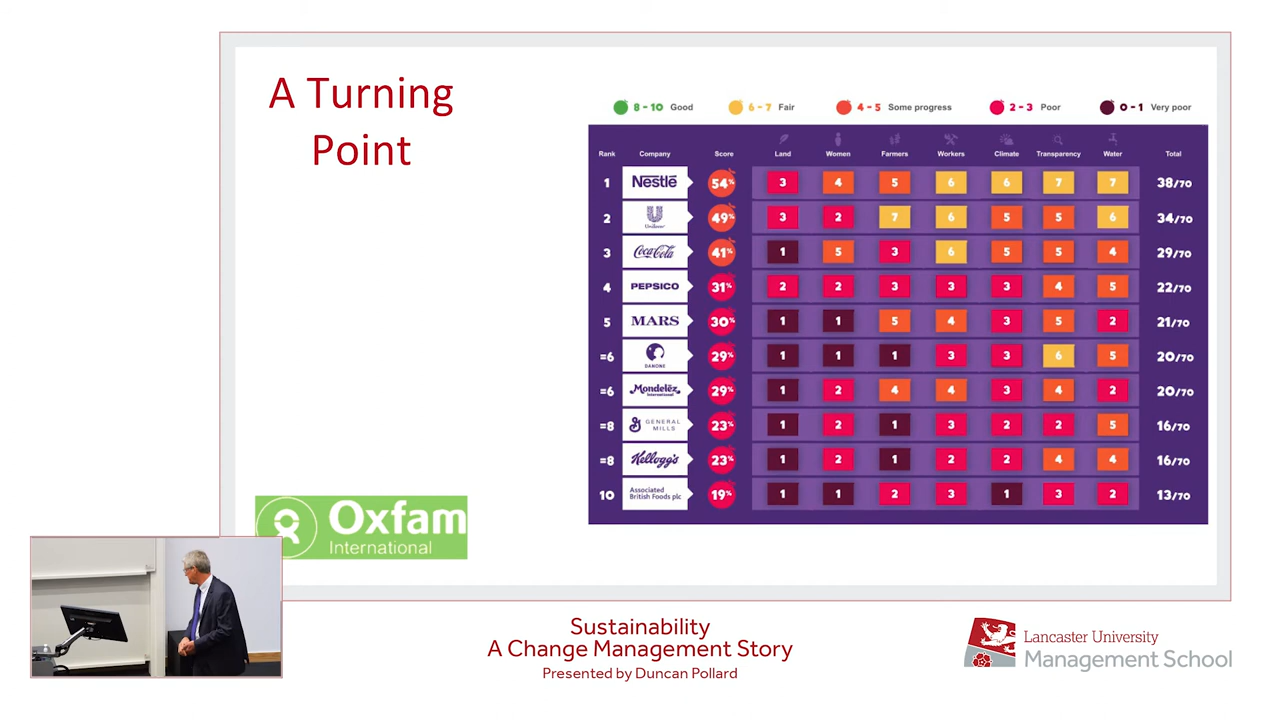 A Turning
Point
8 - 10 Good 6 - 7 Fair 4 - 5 Some progress 2 - 3 Poor 0 - 1 Very poor
Rank Company Score Land Women Farmers Workers Climate Transparency Water Total
1 Nestlé 54% 3 4 5 6 6 7 7 38/70
2 Unilever 49% 3 2 7 6 5 5 6 34/70
3 Coca-Cola 41% 1 5 3 6 5 5 4 29/70
4 PEPSICO 31% 2 2 3 3 3 4 5 22/70
5 MARS 30% 1 1 5 4 3 5 2 21/70
=6 DANONE 29% 1 1 1 3 3 6 5 20/70
=6 Mondelēz International 29% 1 2 4 4 3 4 2 20/70
=8 GENERAL MILLS 23% 1 2 1 3 2 2 5 16/70
=8 Kellogg's 23% 1 2 1 2 2 4 4 16/70
10 Associated British Foods plc 19% 1 1 2 3 1 3 2 13/70
Oxfam
International
Sustainability
A Change Management Story
Presented by Duncan Pollard
Lancaster University
Management School